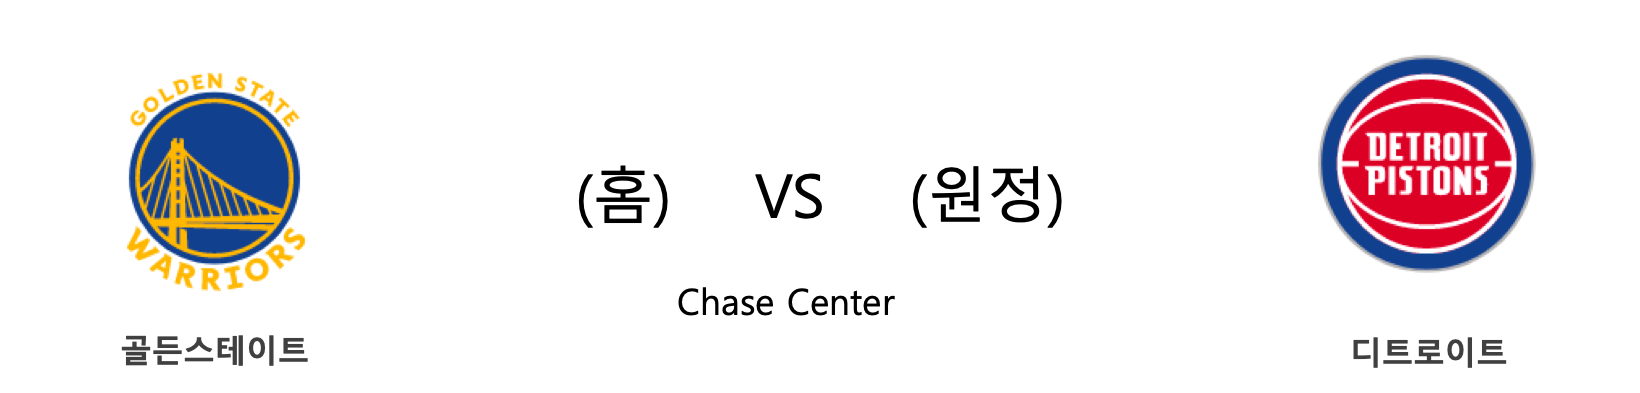 GOLDEN STATE
WARRIORS
DETROIT
PISTONS
(홈) VS (원정)
Chase Center
골든스테이트
디트로이트